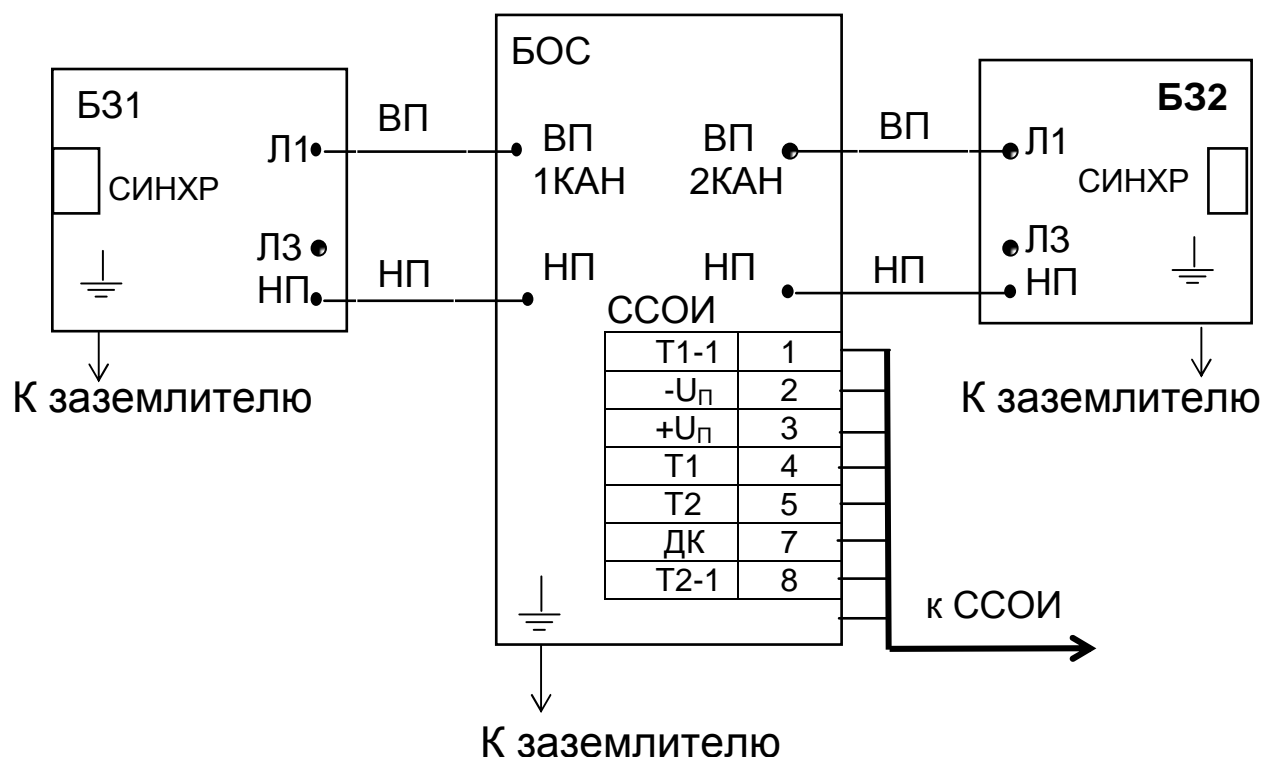 БОС
БЗ1
БЗ2
ВП
ВП
ВП
ВП
Л1
Л1
1КАН
2КАН
СИНХР
СИНХР
Л3
Л3
НП
НП
НП
НП
НП
НП
ССОИ
Т1-1 1
-UП 2
+UП 3
Т1 4
Т2 5
ДК 7
Т2-1 8
К заземлителю
К заземлителю
к ССОИ
К заземлителю